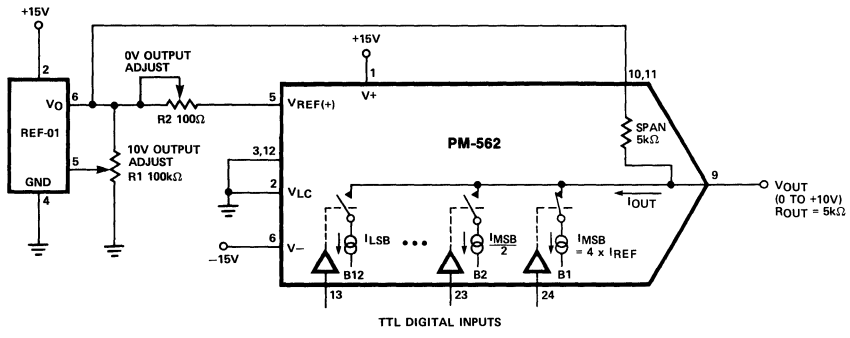 +15V
2
6
VO
REF-01
5
GND
4
0V OUTPUT
ADJUST
R2 100Ω
10V OUTPUT
ADJUST
R1 100kΩ
+15V
1
V+
10,11
5
VREF(+)
SPAN
5kΩ
PM-562
3,12
2
VLC
9
VOUT
(0 TO +10V)
ROUT = 5kΩ
IOUT
6
V–
–15V
ILSB
IMSB
2
IMSB
= 4 x IREF
B12
B2
B1
13
23
24
TTL DIGITAL INPUTS